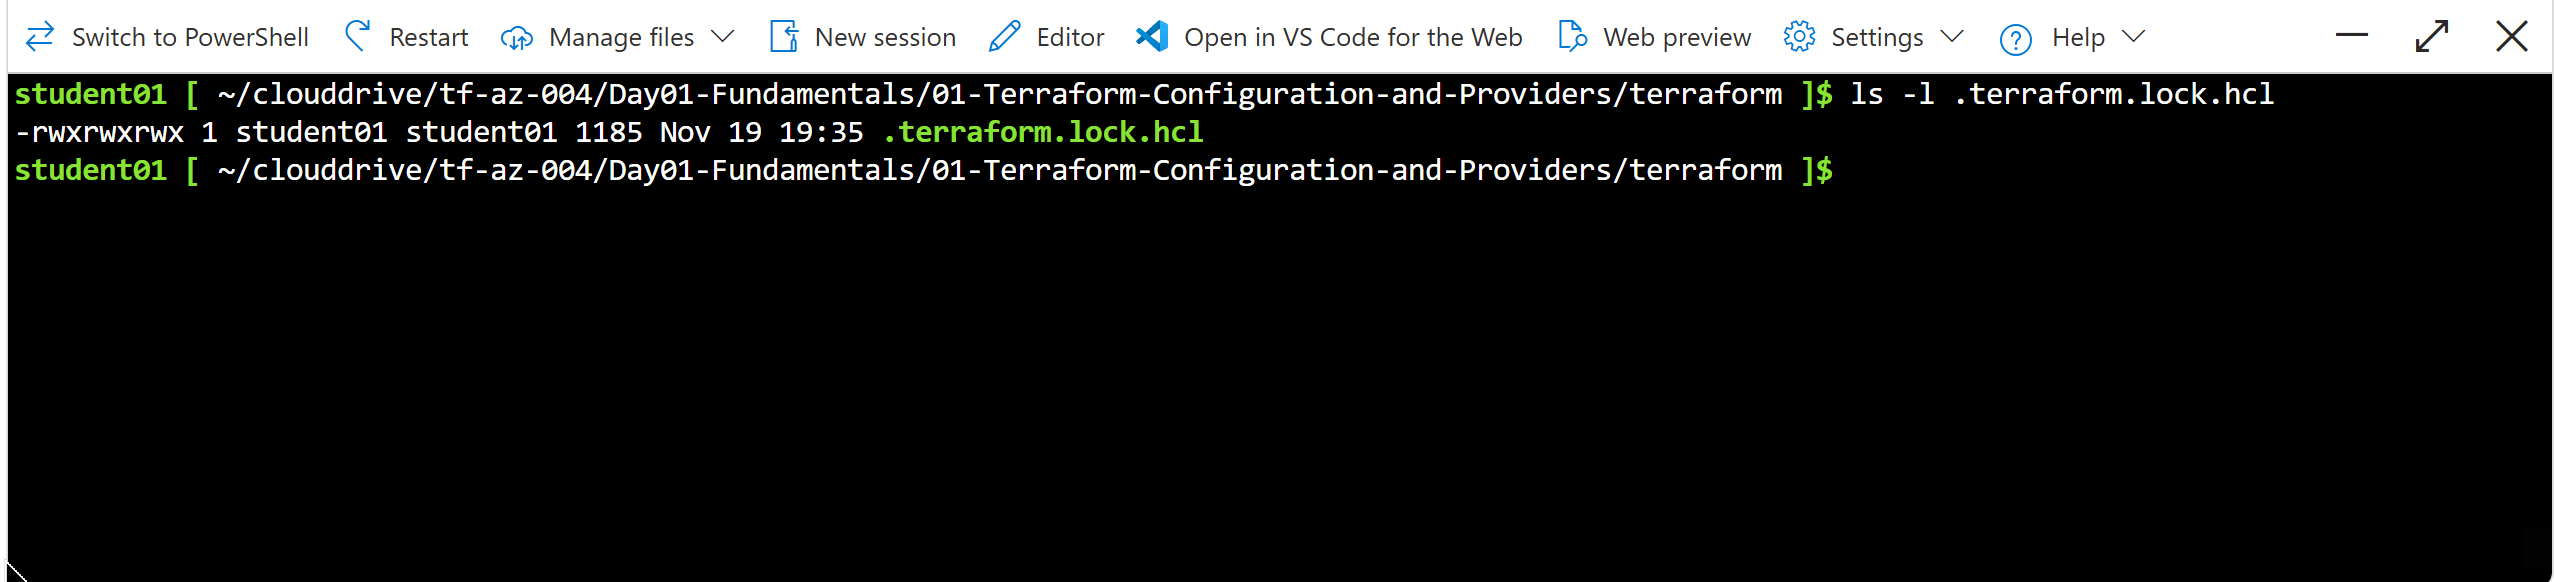 Switch to PowerShell Restart Manage files New session Editor Open in VS Code for the Web Web preview Settings Help
student01 [ ~/clouddrive/tf-az-004/Day01-Fundamentals/01-Terraform-Configuration-and-Providers/terraform ]$ ls -l .terraform.lock.hcl
-rwxrwxrwx 1 student01 student01 1185 Nov 19 19:35 .terraform.lock.hcl
student01 [ ~/clouddrive/tf-az-004/Day01-Fundamentals/01-Terraform-Configuration-and-Providers/terraform ]$